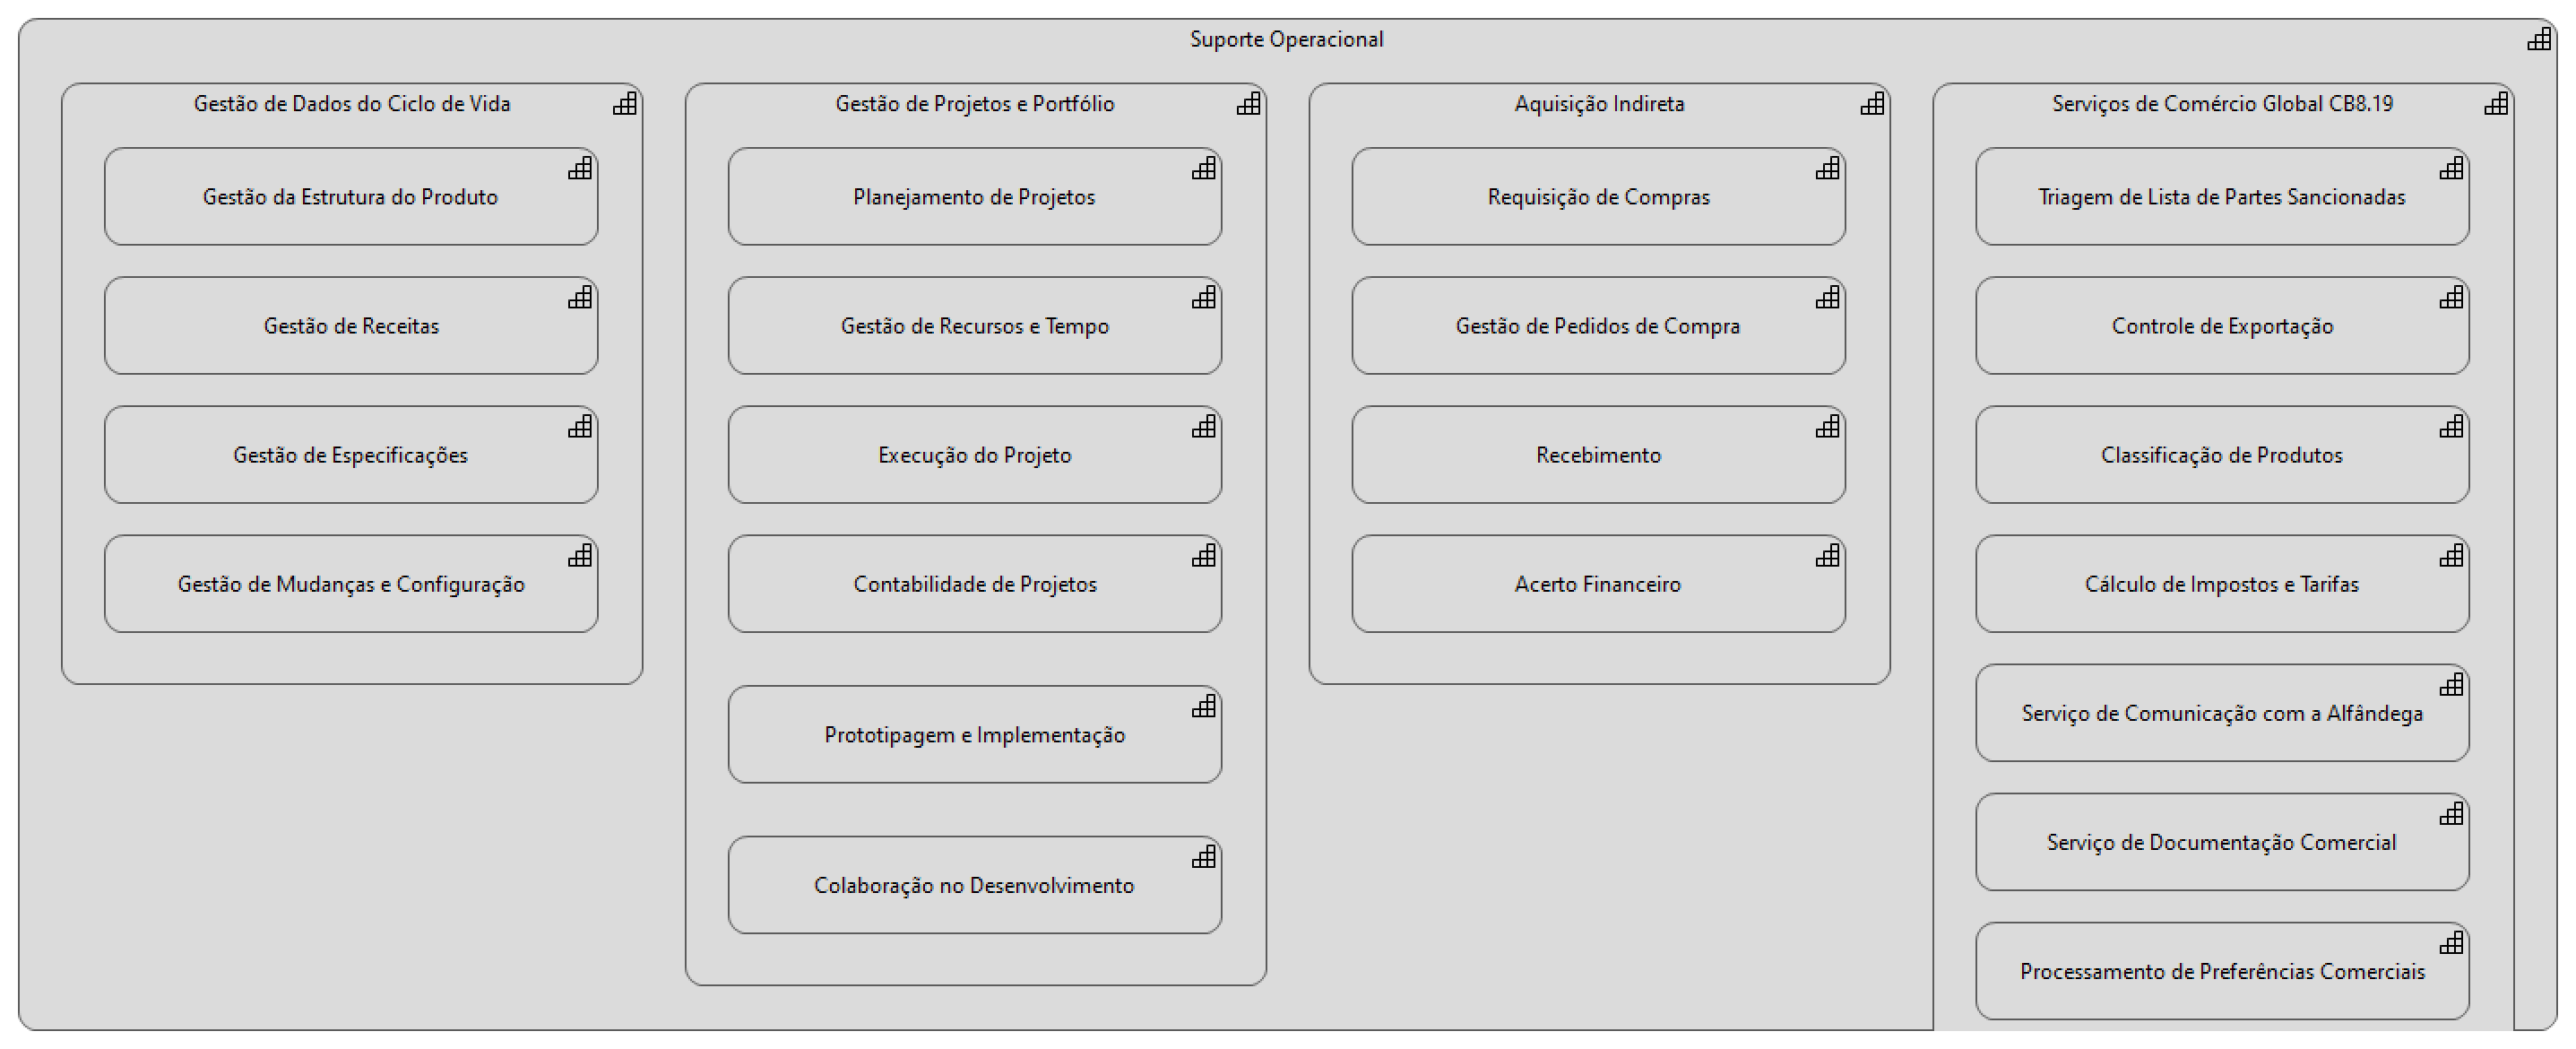 Suporte Operacional
Gestão de Dados do Ciclo de Vida
Gestão da Estrutura do Produto
Gestão de Receitas
Gestão de Especificações
Gestão de Mudanças e Configuração
Gestão de Projetos e Portfólio
Planejamento de Projetos
Gestão de Recursos e Tempo
Execução do Projeto
Contabilidade de Projetos
Prototipagem e Implementação
Colaboração no Desenvolvimento
Aquisição Indireta
Requisição de Compras
Gestão de Pedidos de Compra
Recebimento
Acerto Financeiro
Serviços de Comércio Global CB8.19
Triagem de Lista de Partes Sancionadas
Controle de Exportação
Classificação de Produtos
Cálculo de Impostos e Tarifas
Serviço de Comunicação com a Alfândega
Serviço de Documentação Comercial
Processamento de Preferências Comerciais